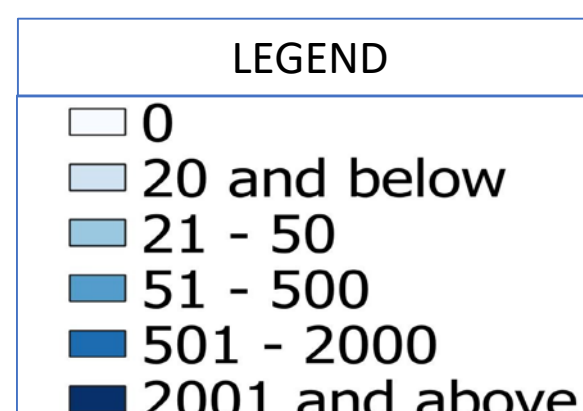 LEGEND
0
20 and below
21 - 50
51 - 500
501 - 2000
2001 and above